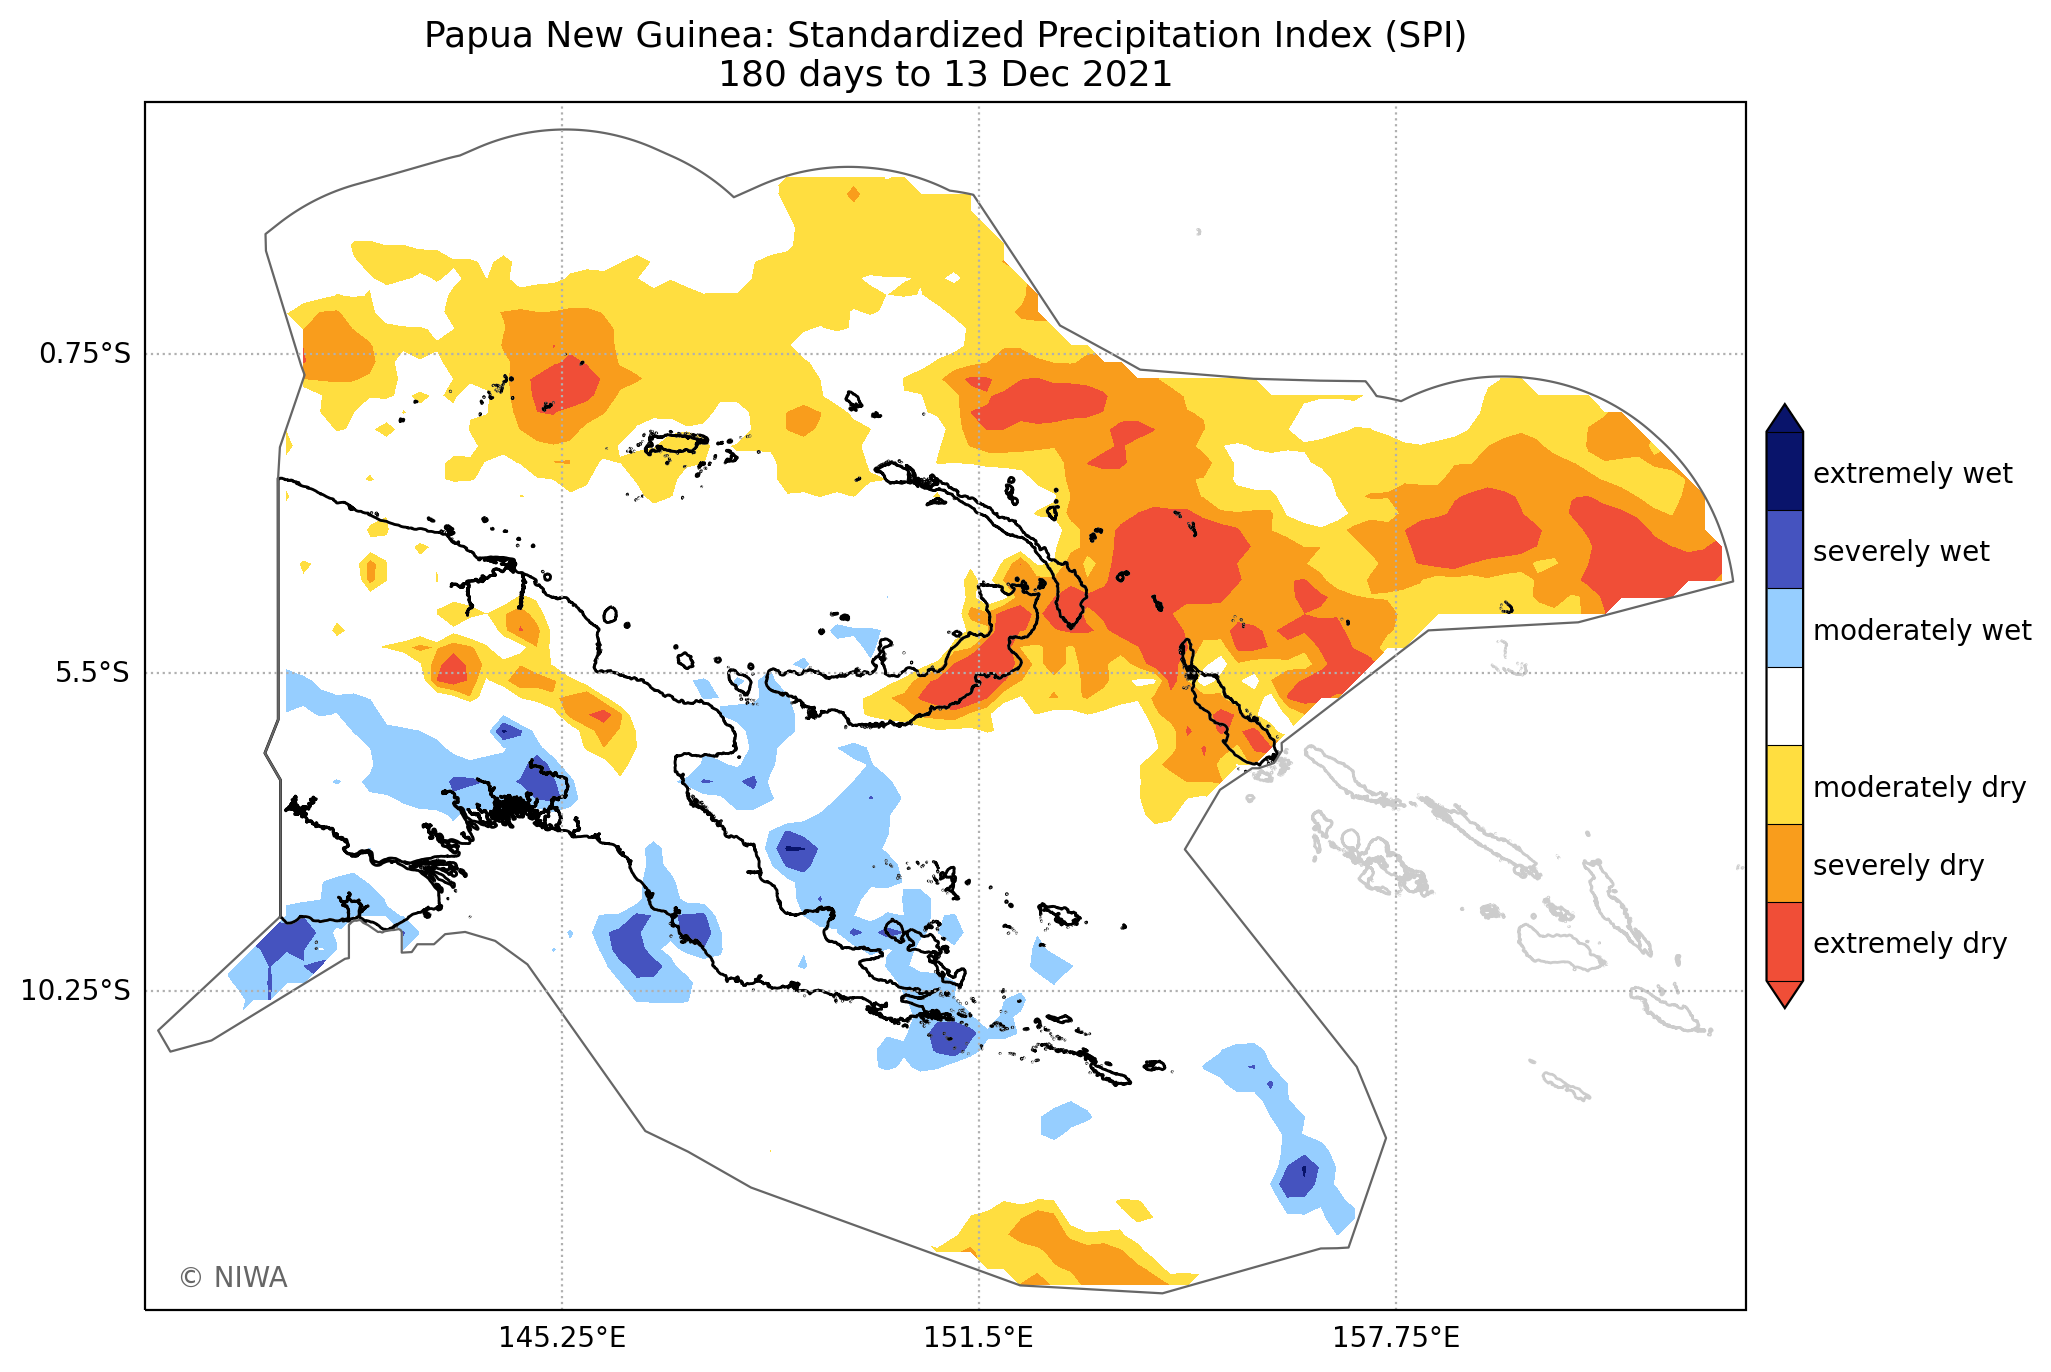 Papua New Guinea: Standardized Precipitation Index (SPI)
180 days to 13 Dec 2021
0.75°S
5.5°S
10.25°S
145.25°E
151.5°E
157.75°E
extremely wet
severely wet
moderately wet
moderately dry
severely dry
extremely dry
© NIWA